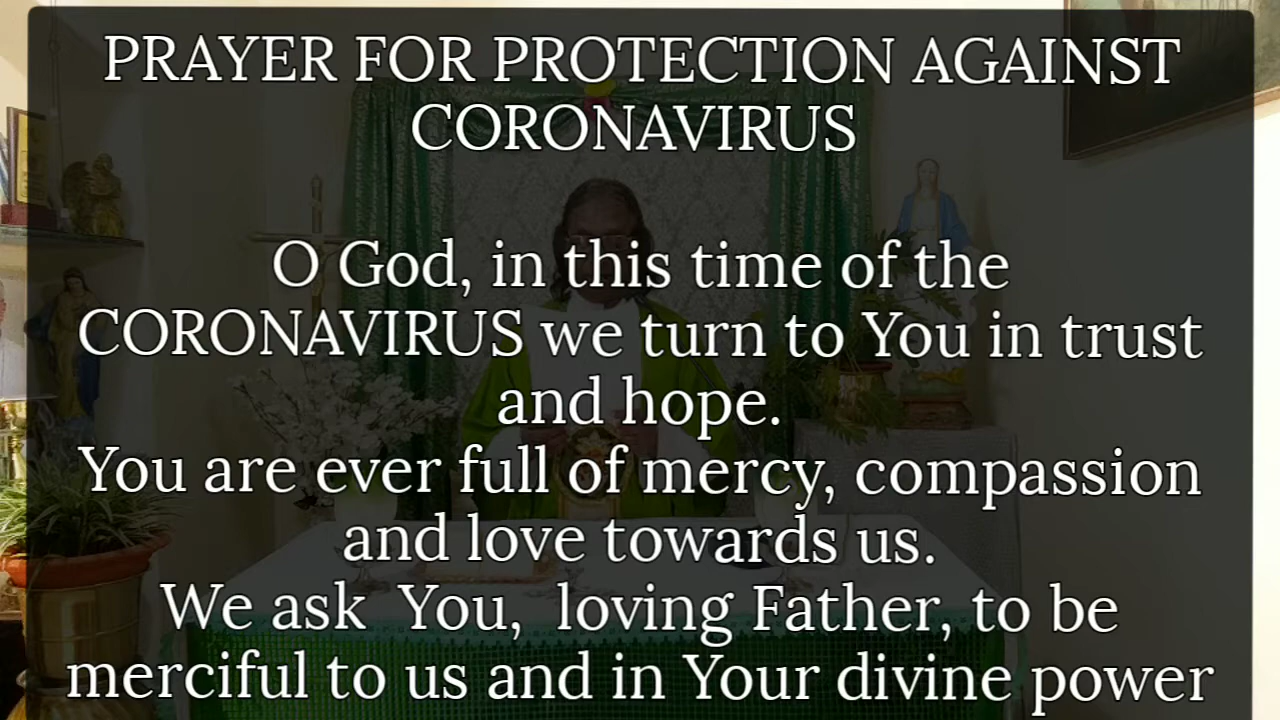 PRAYER FOR PROTECTION AGAINST
CORONAVIRUS
O God, in this time of the
CORONAVIRUS we turn to You in trust
and hope.
You are ever full of mercy, compassion
and love towards us.
We ask  You,  loving Father, to be
merciful to us and in Your divine power